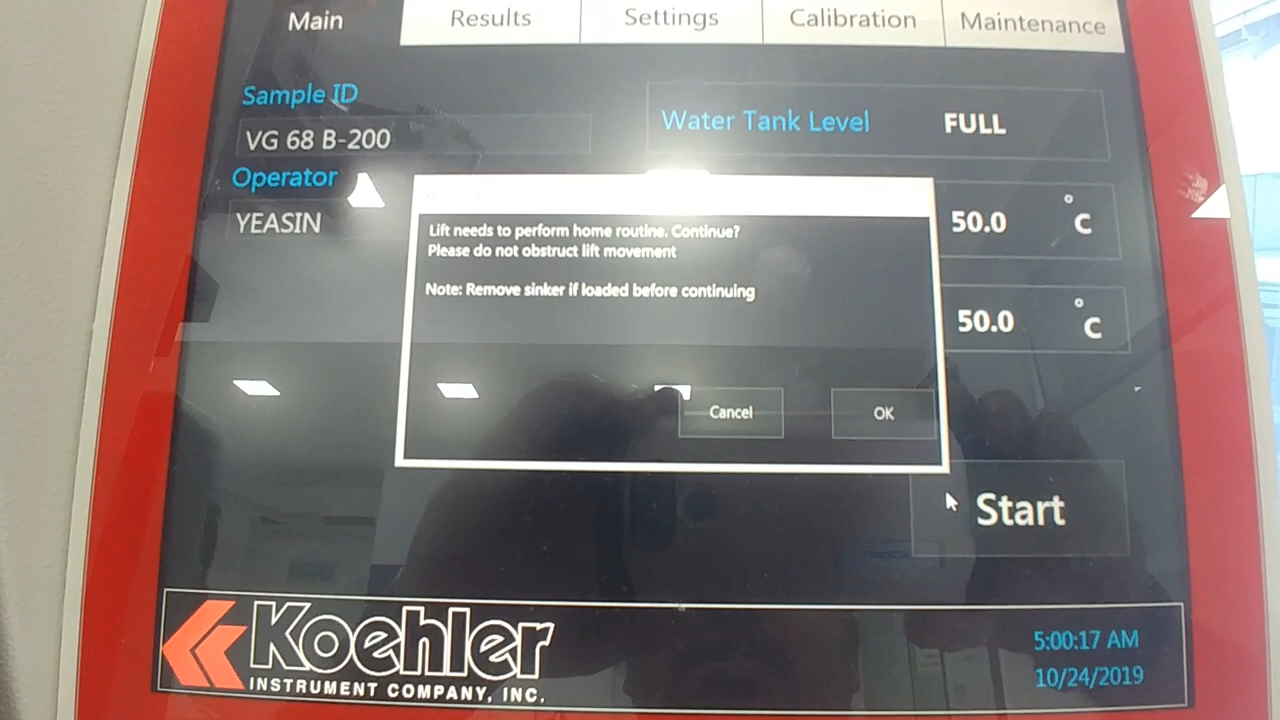 Main
Results
Settings
Calibration
Maintenance
Sample ID
VG 68 B-200
Water Tank Level FULL
Operator
YEASIN
50.0 °C
50.0 °C
Lift needs to perform home routine. Continue?
Please do not obstruct lift movement
Note: Remove sinker if loaded before continuing
Cancel
OK
Start
Koehler
INSTRUMENT COMPANY, INC.
5:00:17 AM
10/24/2019